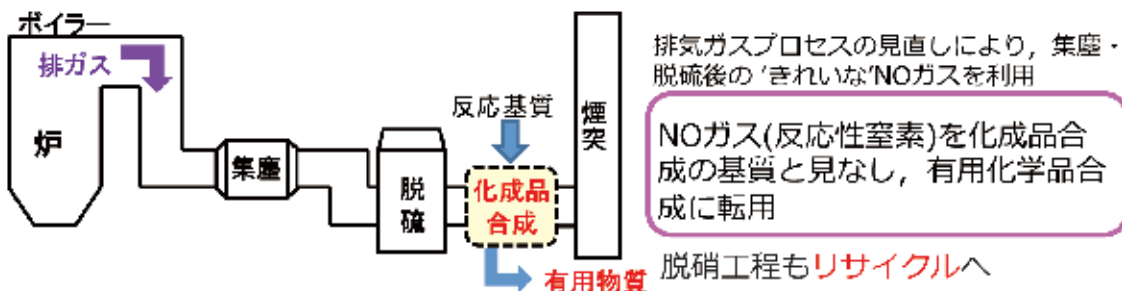 ボイラー
排ガス
炉
集塵
脱硫
反応基質
化成品
合成
有用物質
煙突
排気ガスプロセスの見直しにより，集塵・
脱硫後の ‘きれいな’NOガスを利用
NOガス(反応性窒素)を化成品合
成の基質と見なし，有用化学品合
成に転用
脱硝工程もリサイクルへ